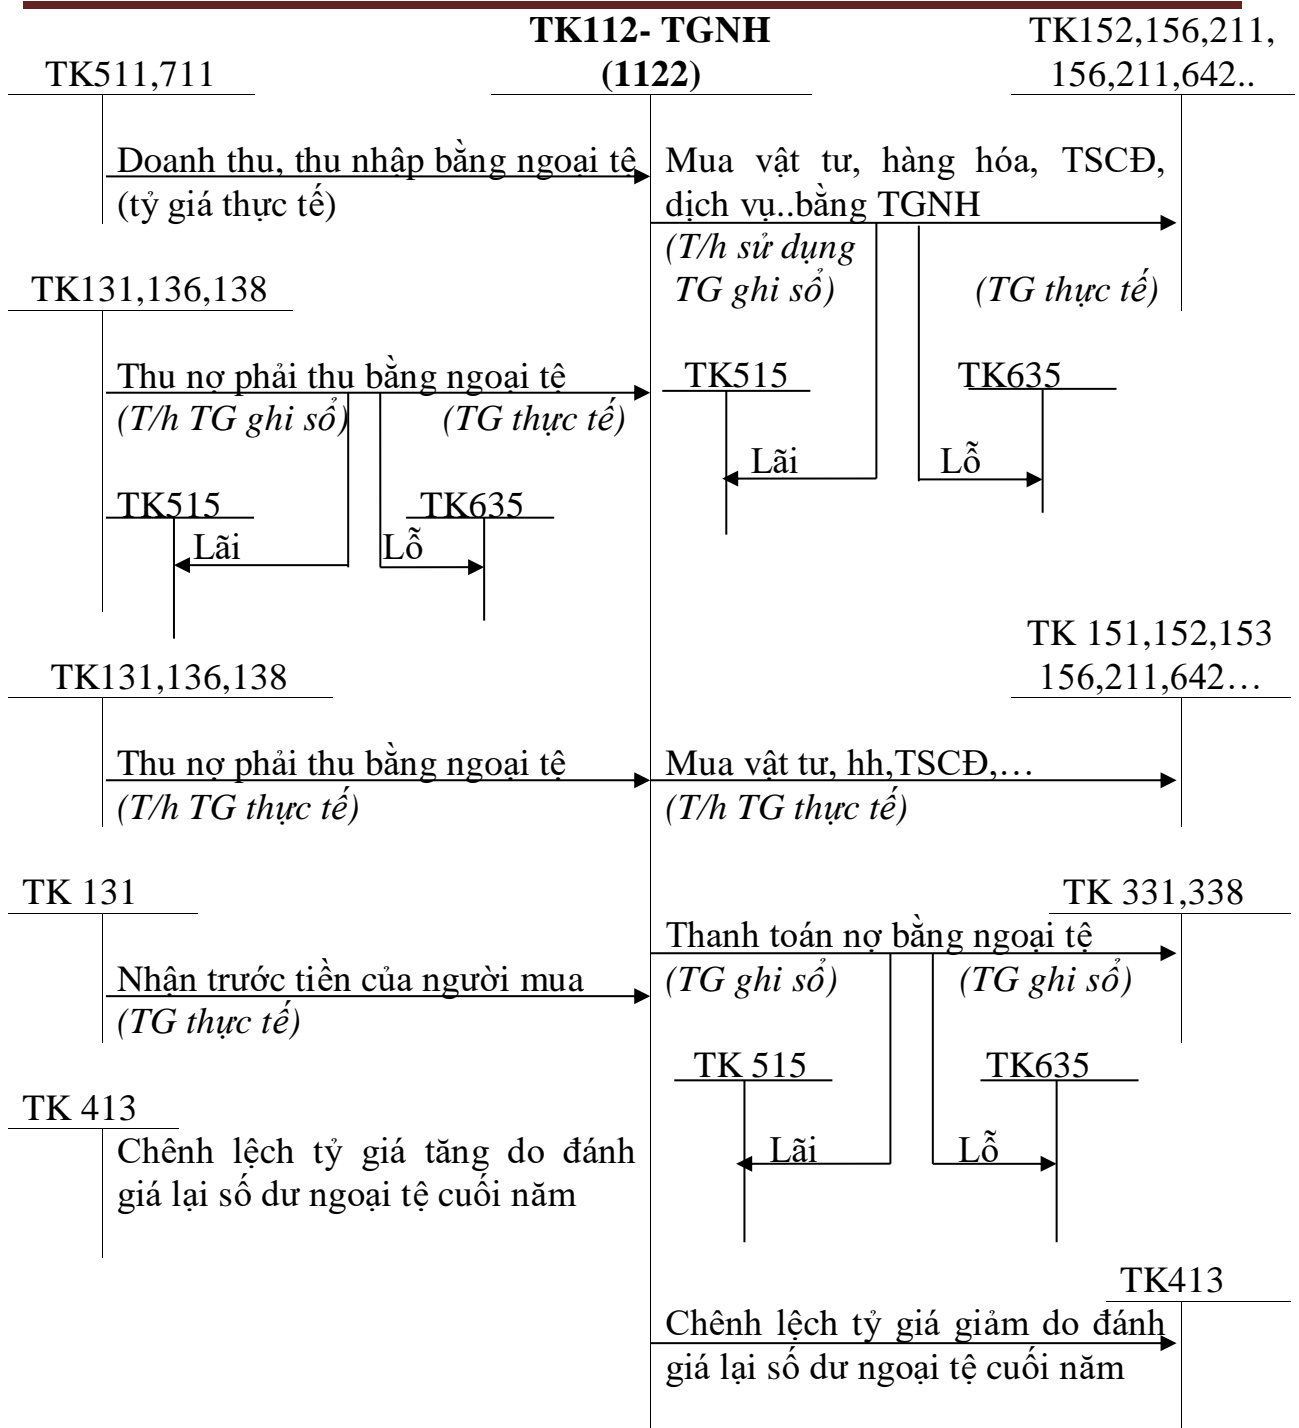 TK112- TGNH
(1122)
TK152,156,211,
156,211,642..
TK511,711
Doanh thu, thu nhập bằng ngoại tệ
(tỷ giá thực tế)
Mua vật tư, hàng hóa, TSCĐ,
dịch vụ..bằng TGNH
(T/h sử dụng
TG ghi sổ)
(TG thực tế)
TK131,136,138
Thu nợ phải thu bằng ngoại tệ
(T/h TG ghi sổ)
(TG thực tế)
TK515
TK635
Lãi
Lỗ
TK515
TK635
Lãi
Lỗ
TK 151,152,153
156,211,642…
TK131,136,138
Thu nợ phải thu bằng ngoại tệ
(T/h TG thực tế)
Mua vật tư, hh,TSCĐ,…
(T/h TG thực tế)
TK 131
TK 331,338
Nhận trước tiền của người mua
(TG thực tế)
Thanh toán nợ bằng ngoại tệ
(TG ghi sổ)
(TG ghi sổ)
TK 515
TK635
Lãi
Lỗ
TK 413
Chênh lệch tỷ giá tăng do đánh
giá lại số dư ngoại tệ cuối năm
TK413
Chênh lệch tỷ giá giảm do đánh
giá lại số dư ngoại tệ cuối năm